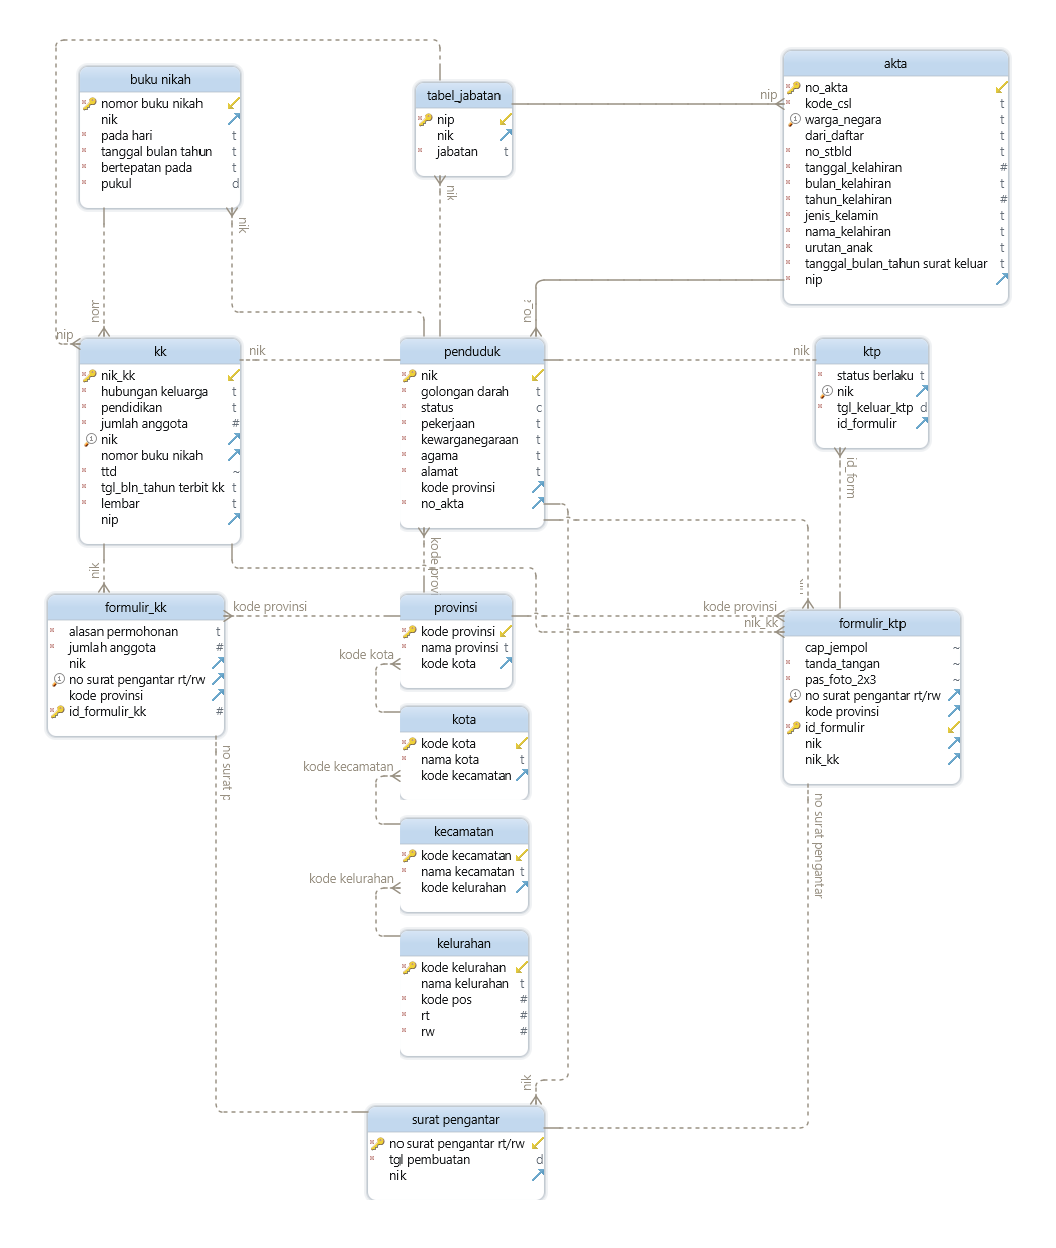 buku nikah
nomor buku nikah
nik
pada hari t
tanggal bulan tahun t
bertepatan pada t
pukul d
tabel_jabatan
nip
nik
jabatan t
akta
no_akta
kode_csl t
warga_negara t
dari_daftar t
no_stbld t
tanggal_kelahiran #
bulan_kelahiran t
tahun_kelahiran #
jenis_kelamin t
nama_kelahiran t
urutan_anak t
tanggal_bulan_tahun surat keluar t
nip
nip
nik
nik
nom
nip
no_
kk
nik_kk
hubungan keluarga t
pendidikan t
jumlah anggota #
nik
nomor buku nikah
ttd ~
tgl_bln_tahun terbit kk t
lembar t
nip
nik
penduduk
nik
golongan darah t
status c
pekerjaan t
kewarganegaraan t
agama t
alamat t
kode provinsi
no_akta
nik
ktp
status berlaku t
nik
tgl_keluar_ktp d
id_formulir
id_form
nik
kode prov
formulir_kk
alasan permohonan t
jumlah anggota #
nik
no surat pengantar rt/rw
kode provinsi
id_formulir_kk #
kode provinsi
provinsi
kode provinsi
nama provinsi t
kode kota
kode provinsi
nik_kk
formulir_ktp
cap_jempol ~
tanda_tangan ~
pas_foto_2x3 ~
no surat pengantar rt/rw
kode provinsi
id_formulir
nik
nik_kk
kode kota
kota
kode kota
nama kota t
kode kecamatan
kode kecamatan
no surat p
no surat pengantar
kecamatan
kode kecamatan
nama kecamatan t
kode kelurahan
kode kelurahan
kelurahan
kode kelurahan
nama kelurahan t
kode pos #
rt #
rw #
nik
surat pengantar
no surat pengantar rt/rw
tgl pembuatan d
nik